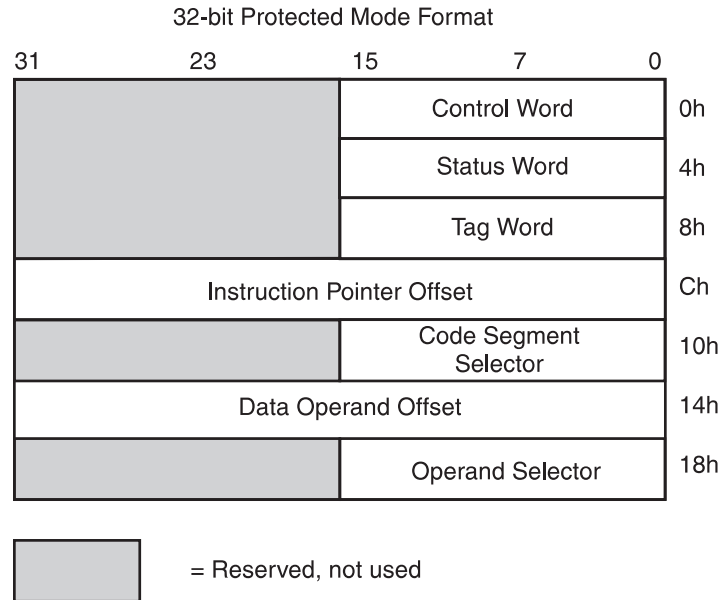 32-bit Protected Mode Format
31 23 15 7 0
Control Word 0h
Status Word 4h
Tag Word 8h
Instruction Pointer Offset Ch
Code Segment
Selector 10h
Data Operand Offset 14h
Operand Selector 18h
= Reserved, not used